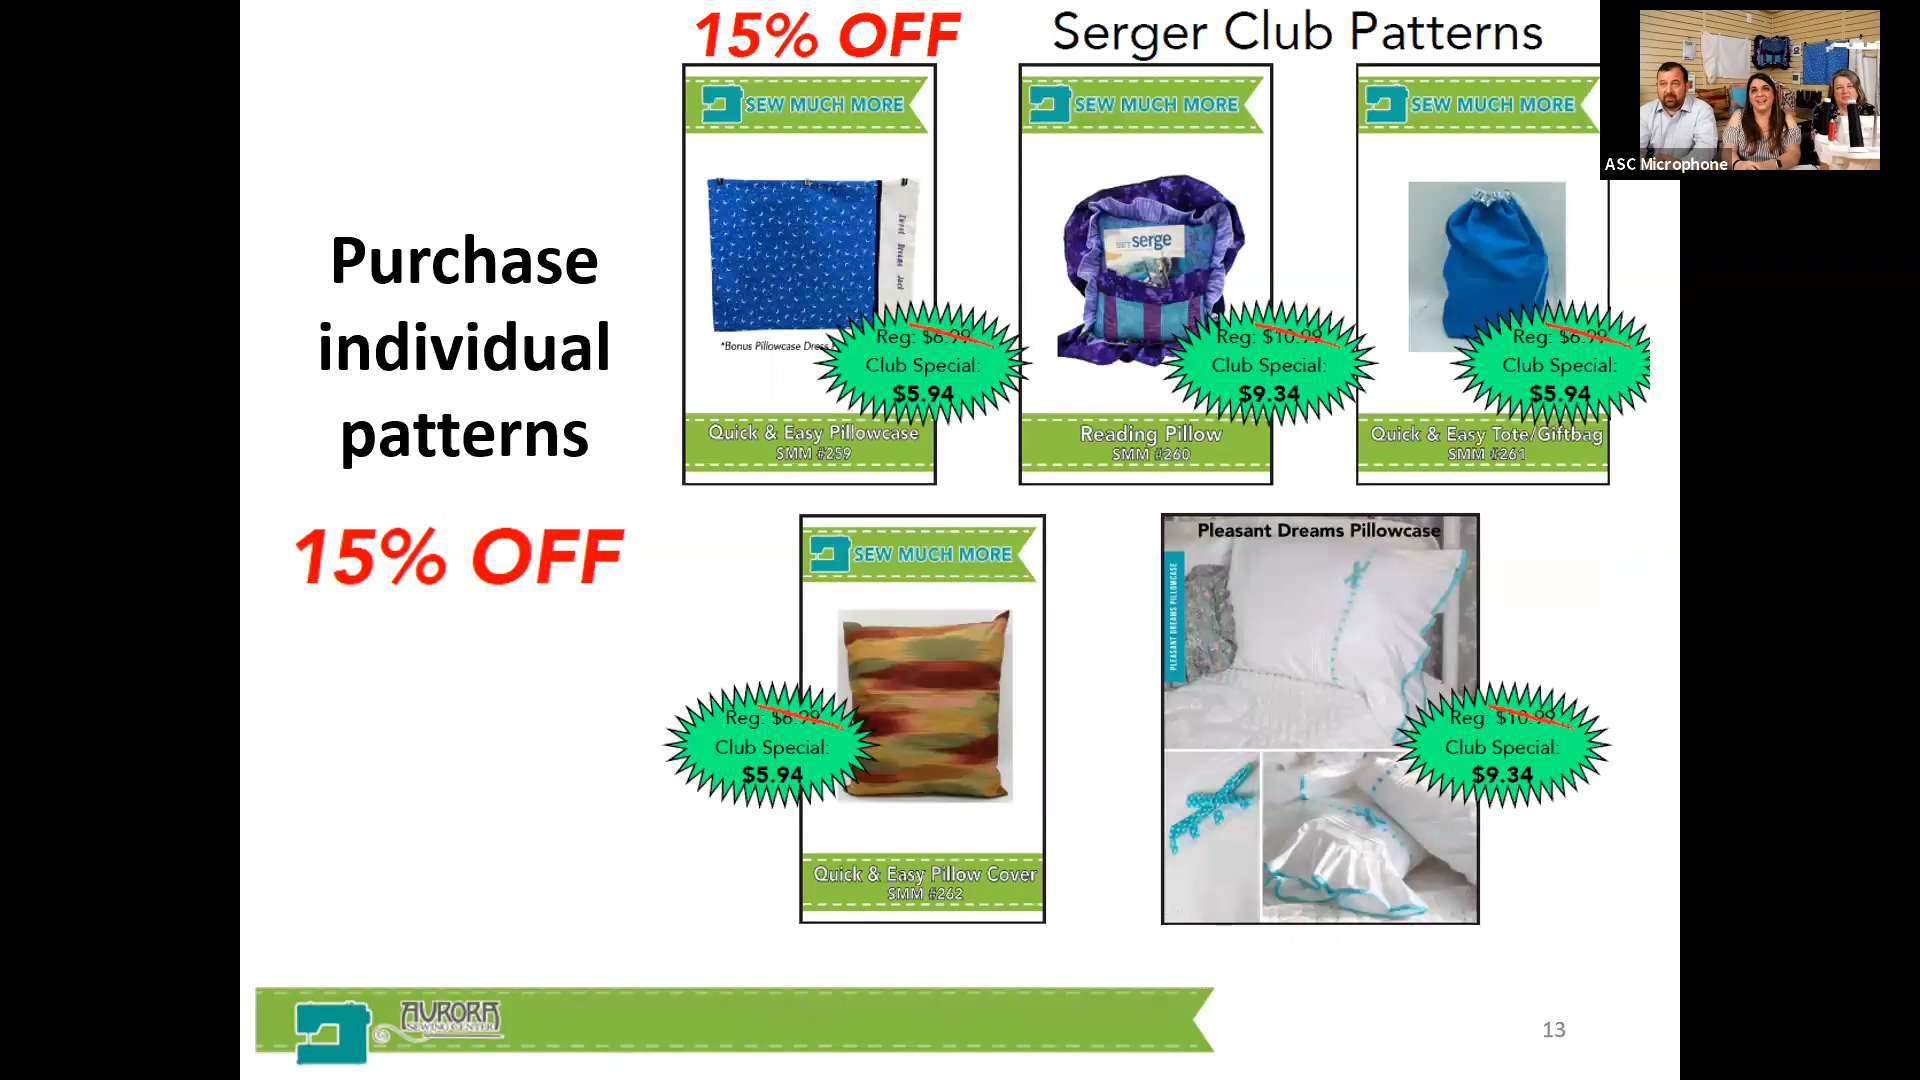 15% OFF
Serger Club Patterns
ASC Microphone
Purchase
individual
patterns
15% OFF
SEW MUCH MORE
Sweet Dreams Jack
*Bonus Pillowcase Dress
Reg: $6.99
Club Special:
$5.94
Quick & Easy Pillowcase
SMM #259
SEW MUCH MORE
serge
Reg: $10.99
Club Special:
$9.34
Reading Pillow
SMM #260
SEW MUCH MORE
Reg: $6.99
Club Special:
$5.94
Quick & Easy Tote/Giftbag
SMM #261
SEW MUCH MORE
Reg: $6.99
Club Special:
$5.94
Quick & Easy Pillow Cover
SMM #262
Pleasant Dreams Pillowcase
PLEASANT DREAMS PILLOWCASE
Reg: $10.99
Club Special:
$9.34
AURORA
SEWING CENTER
13